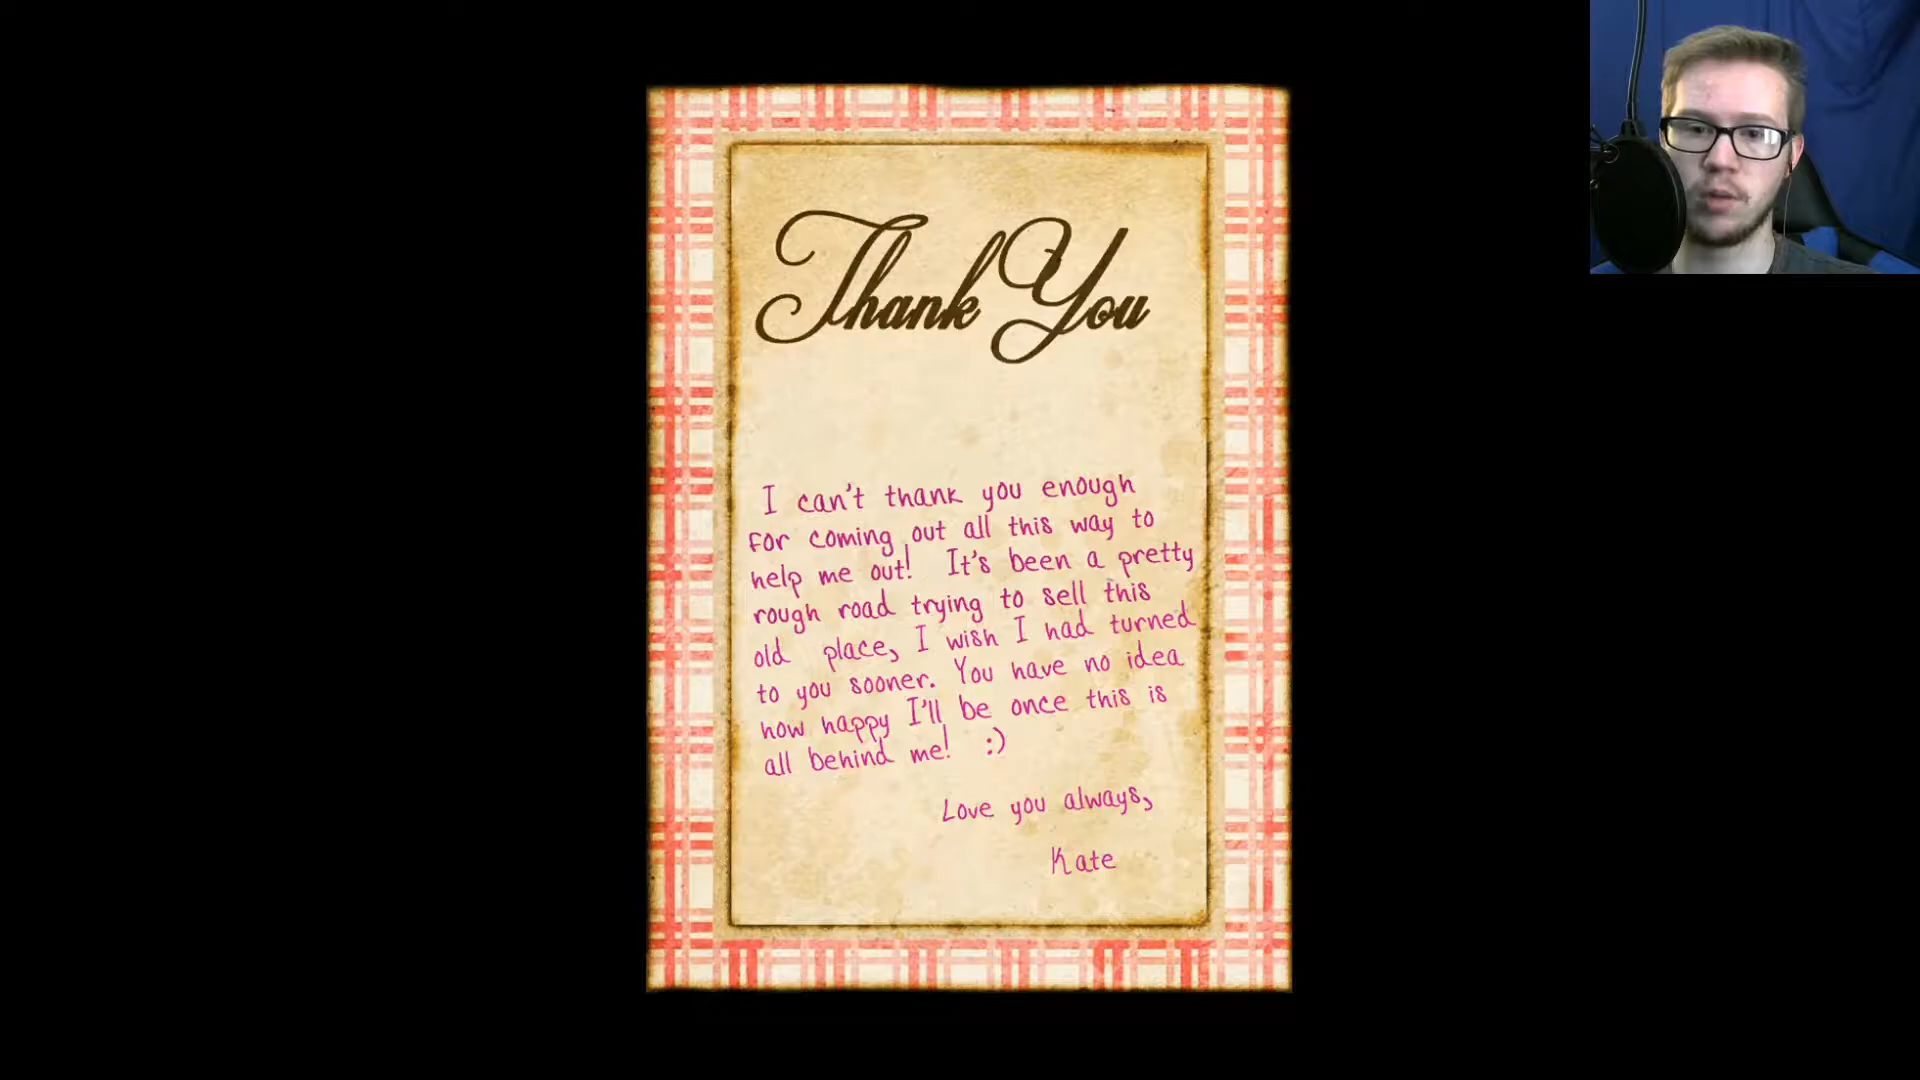 Thank You
I can't thank you enough
for coming out all this way to
help me out! It's been a pretty
rough road trying to sell this
old place, I wish I had turned
to you sooner. You have no idea
how happy I'll be once this is
all behind me! :)
Love you always,
Kate